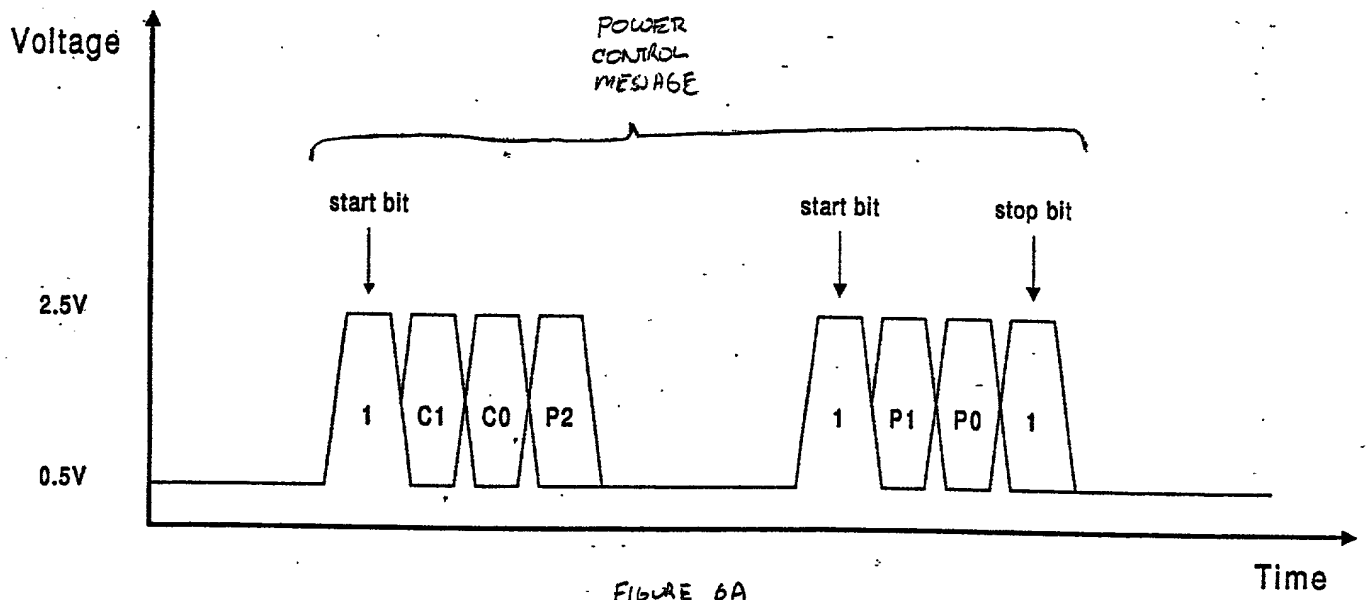 Voltage
POWER
CONTROL
MESSAGE
start bit
start bit
stop bit
2.5V
1 C1 C0 P2
1 P1 P0 1
0.5V
Time
FIGURE 6A